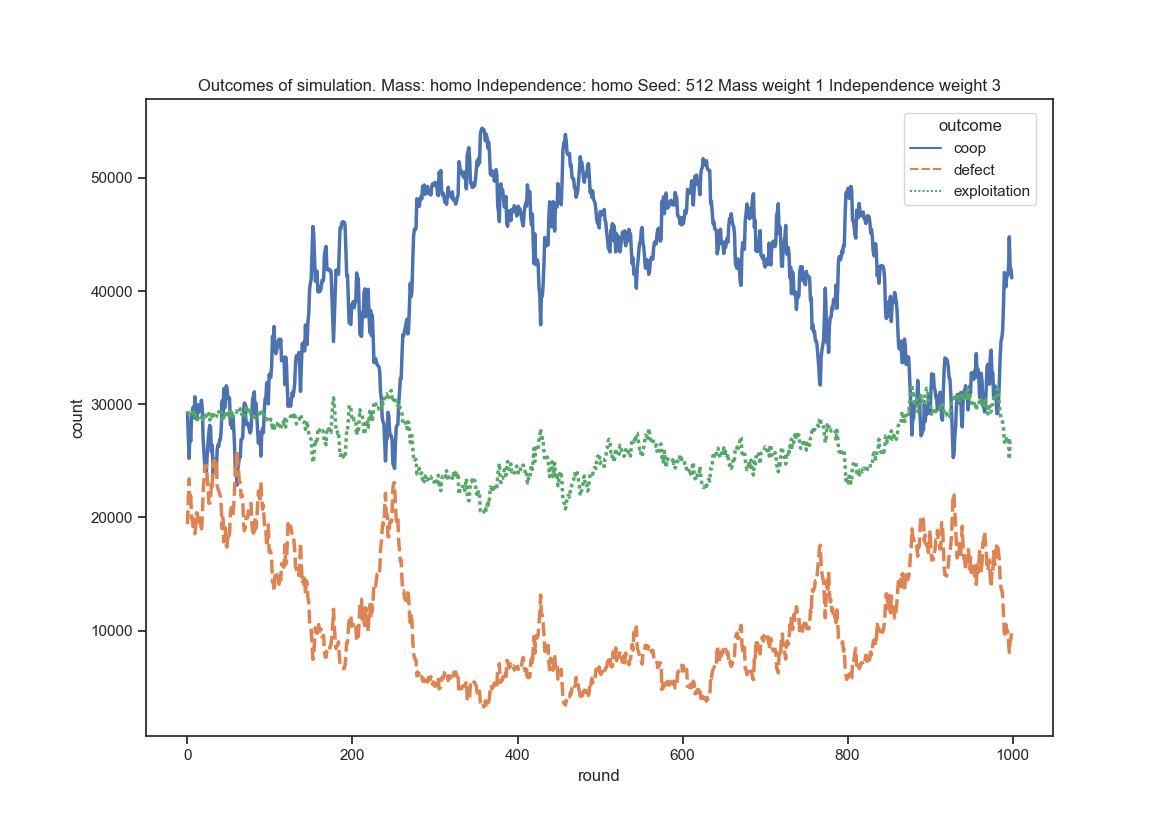 Outcomes of simulation. Mass: homo Independence: homo Seed: 512 Mass weight 1 Independence weight 3
outcome
coop
defect
exploitation
50000
40000
30000
20000
10000
count
0 200 400 600 800 1000
round